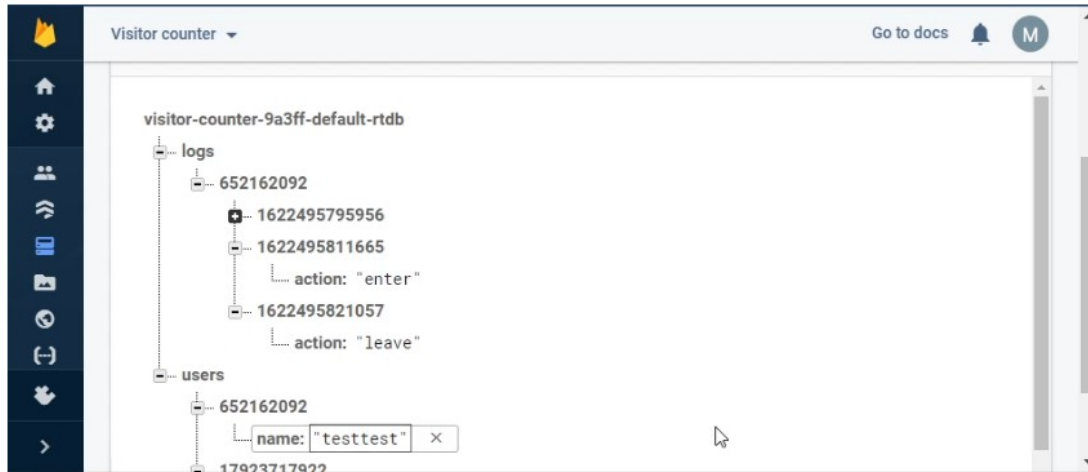 Visitor counter
Go to docs
M
visitor-counter-9a3ff-default-rtdb
logs
652162092
1622495795956
1622495811665
action: "enter"
1622495821057
action: "leave"
users
652162092
name: "testtest" ×
17923717922